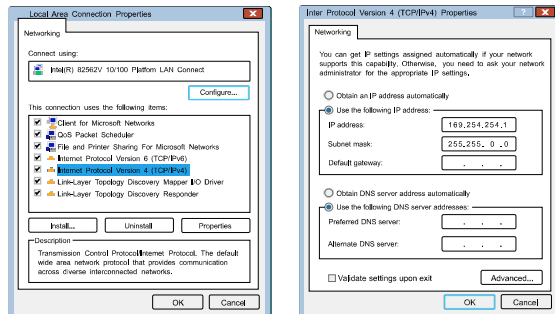 Local Area Connection Properties
Networking
Connect using:
Intel(R) 82562V 10/100 Platfom LAN Connect
Configure...
This connection uses the following items:
Client for Microsoft Networks
QoS Packet Scheduler
File and Printer Sharing For Microsoft Networks
Internet Protocol Version 6 (TCP/IPv6)
Internet Protocol Version 4 (TCP/IPv4)
Link-Layer Topology Discovery Mapper I/O Driver
Link-Layer Topology Discovery Responder
Install... Uninstall Properties
Description
Transmission Control Protocol/Internet Protocol. The default
wide area network protocol that provides communication
across diverse interconnected networks.
OK Cancel
Inter Protocol Version 4 (TCP/IPv4) Properties ? X
Networking
You can get IP settings assigned automatically if your network
supports this capability, Otherwise, you need to ask your network
administrator for the appropriate IP settings.
Obtain an IP address automatically
Use the following IP address:
IP address: 169.254.254.1
Subnet mask: 255.255. 0 .0
Default gateway: . . .
Obtain DNS server address automatically
Use the following DNS server addresses:
Preferred DNS server: . . .
Alternate DNS server: . . .
Validate settings upon exit Advanced...
OK Cancel